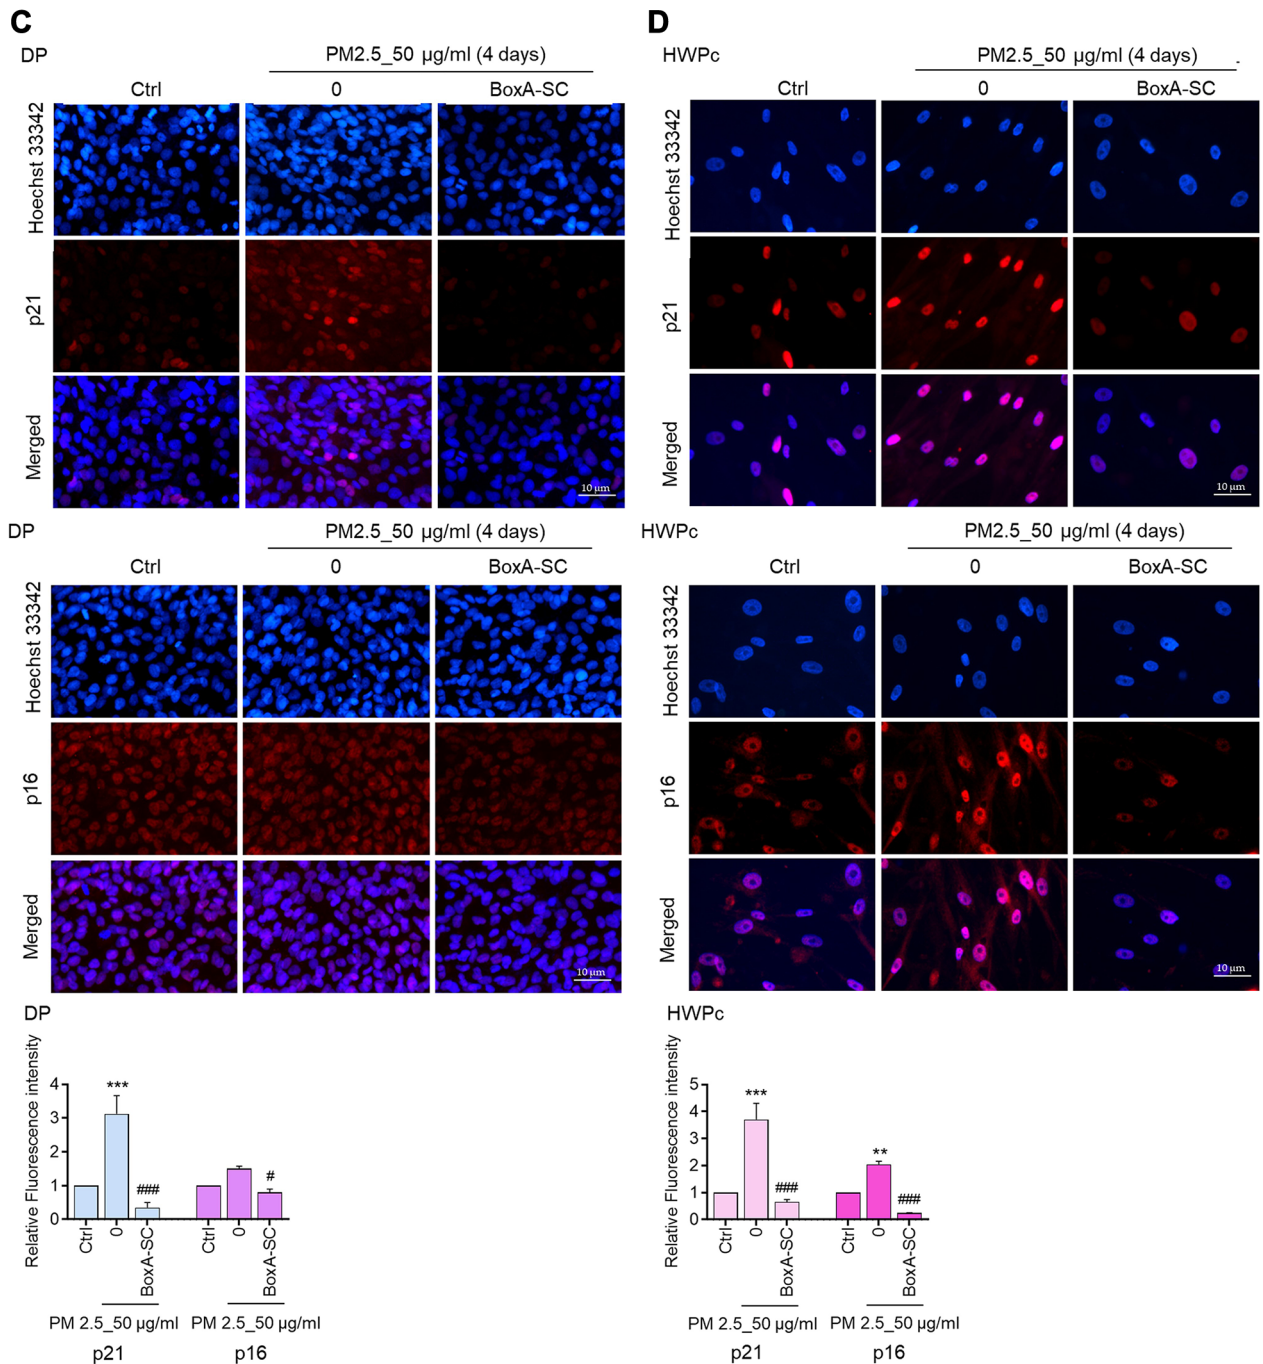 C
DP
PM2.5_50 µg/ml (4 days)
Ctrl
0
BoxA-SC
Hoechst 33342
p21
Merged
10 µm
DP
PM2.5_50 µg/ml (4 days)
Ctrl
0
BoxA-SC
Hoechst 33342
p16
Merged
10 µm
DP
Relative Fluorescence intensity
4
3
2
1
0
***
###
#
Ctrl
0
BoxA-SC
Ctrl
0
BoxA-SC
PM 2.5_50 µg/ml
PM 2.5_50 µg/ml
p21
p16
D
HWPc
PM2.5_50 µg/ml (4 days)
Ctrl
0
BoxA-SC
Hoechst 33342
p21
Merged
10 µm
HWPc
PM2.5_50 µg/ml (4 days)
Ctrl
0
BoxA-SC
Hoechst 33342
p16
Merged
10 µm
HWPc
Relative Fluorescence intensity
5
4
3
2
1
0
***
###
**
###
Ctrl
0
BoxA-SC
Ctrl
0
BoxA-SC
PM 2.5_50 µg/ml
PM 2.5_50 µg/ml
p21
p16